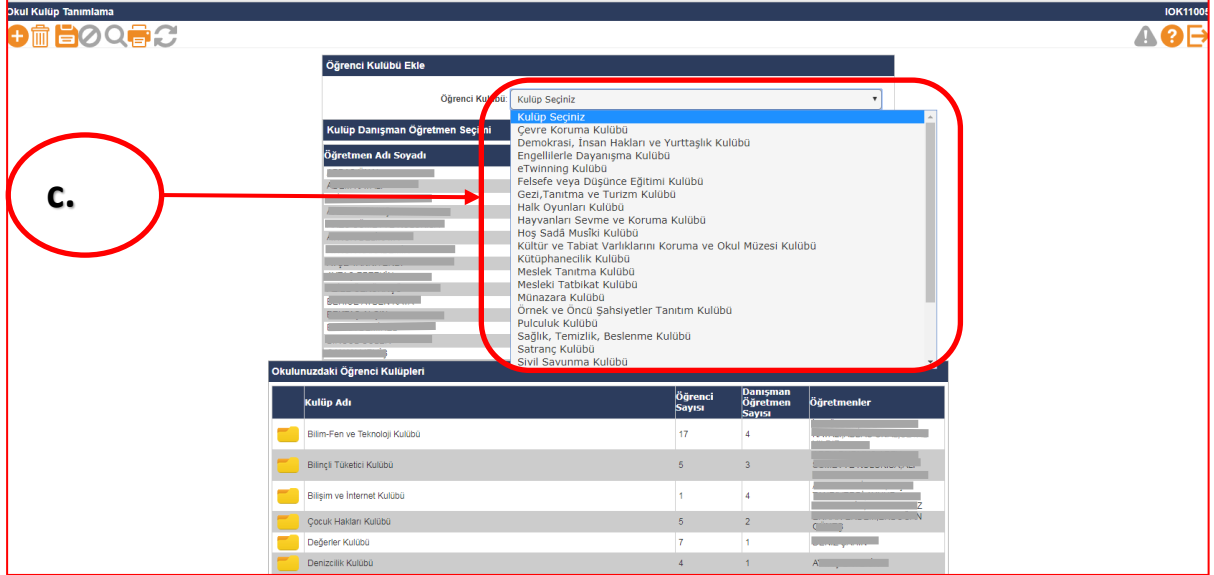 Okul Kulüp Tanımlama IOK11005
Öğrenci Kulübü Ekle
Öğrenci Kulübü: Kulüp Seçiniz
Kulüp Seçiniz
Çevre Koruma Kulübü
Kulüp Danışman Öğretmen Seçimi
Demokrasi, İnsan Hakları ve Yurttaşlık Kulübü
Engellilerle Dayanışma Kulübü
Öğretmen Adı Soyadı
eTwinning Kulübü
Felsefe veya Düşünce Eğitimi Kulübü
Gezi,Tanıtma ve Turizm Kulübü
c.
Halk Oyunları Kulübü
Hayvanları Sevme ve Koruma Kulübü
Hoş Sadâ Musîki Kulübü
Kültür ve Tabiat Varlıklarını Koruma ve Okul Müzesi Kulübü
Kütüphanecilik Kulübü
Meslek Tanıtma Kulübü
Mesleki Tatbikat Kulübü
Münazara Kulübü
Örnek ve Öncü Şahsiyetler Tanıtım Kulübü
Pulculuk Kulübü
Sağlık, Temizlik, Beslenme Kulübü
Satranç Kulübü
Sivil Savunma Kulübü
Okulunuzdaki Öğrenci Kulüpleri
Kulüp Adı Öğrenci Sayısı Danışman Öğretmen Sayısı Öğretmenler
Bilim-Fen ve Teknoloji Kulübü 17 4
Bilinçli Tüketici Kulübü 5 3
Bilişim ve İnternet Kulübü 1 4
Çocuk Hakları Kulübü 5 2
Değerler Kulübü 7 1
Denizcilik Kulübü 4 1